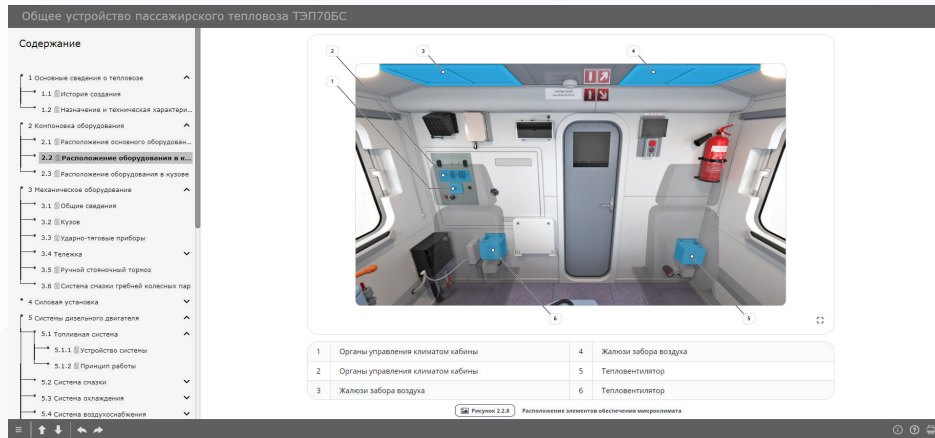 Общее устройство пассажирского тепловоза ТЭП70БС
Содержание
1 Основные сведения о тепловозе
1.1 История создания
1.2 Назначение и техническая характери...
2 Компоновка оборудования
2.1 Расположение основного оборудован...
2.2 Расположение оборудования в к...
2.3 Расположение оборудования в кузове
3 Механическое оборудование
3.1 Общие сведения
3.2 Кузов
3.3 Ударно-тяговые приборы
3.4 Тележка
3.5 Ручной стояночный тормоз
3.6 Система смазки гребней колесных пар
4 Силовая установка
5 Системы дизельного двигателя
5.1 Топливная система
5.1.1 Устройство системы
5.1.2 Принцип работы
5.2 Система смазки
5.3 Система охлаждения
5.4 Система воздухоснабжения
2
3
4
1
6
5
1 Органы управления климатом кабины
4 Жалюзи забора воздуха
2 Органы управления климатом кабины
5 Тепловентилятор
3 Жалюзи забора воздуха
6 Тепловентилятор
Рисунок 2.2.8 Расположение элементов обеспечения микроклимата